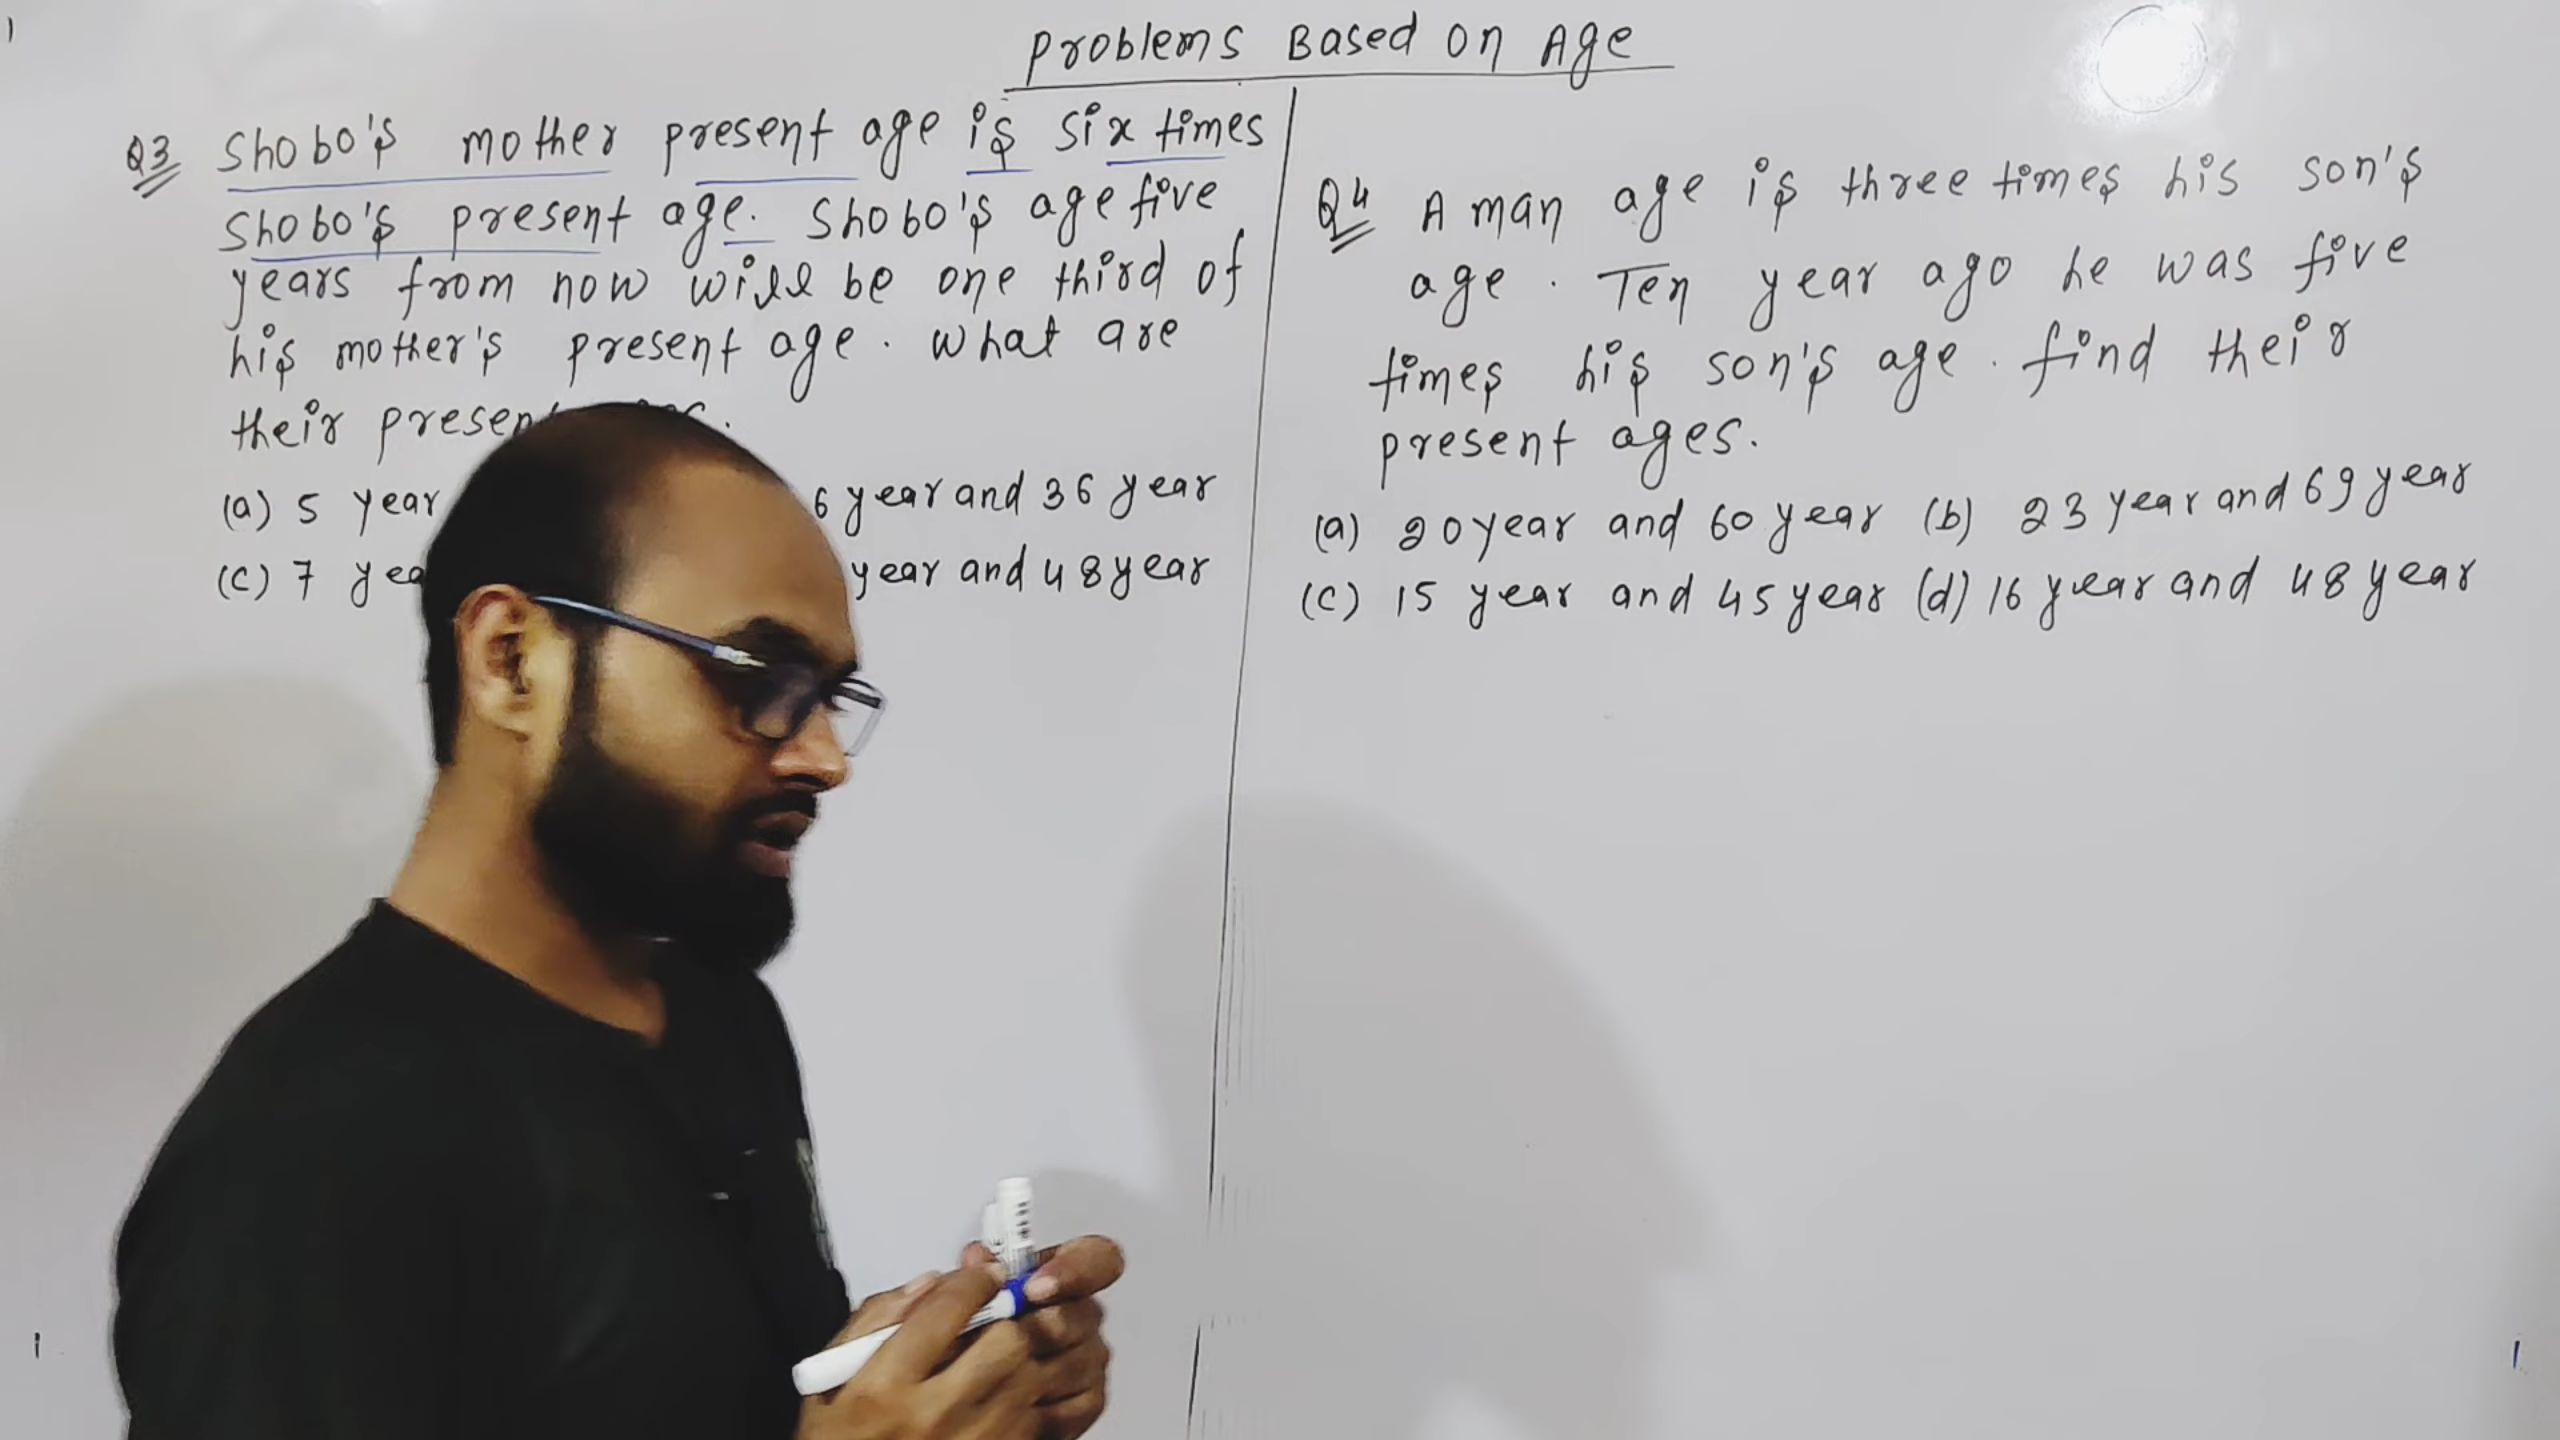 Problems Based on Age
Q3 Shobo's mother present age is six times
Shobo's present age. Shobo's age five
years from now will be one third of
his mother's present age. what are
their
(a) 5 year 6 year and 36 year
(c) 7 year and 48 year
Q4 A man age is three times his son's
age. Ten year ago he was five
times his son's age. find their
present ages.
(a) 20 year and 60 year (b) 23 year and 69 year
(c) 15 year and 45 year (d) 16 year and 48 year